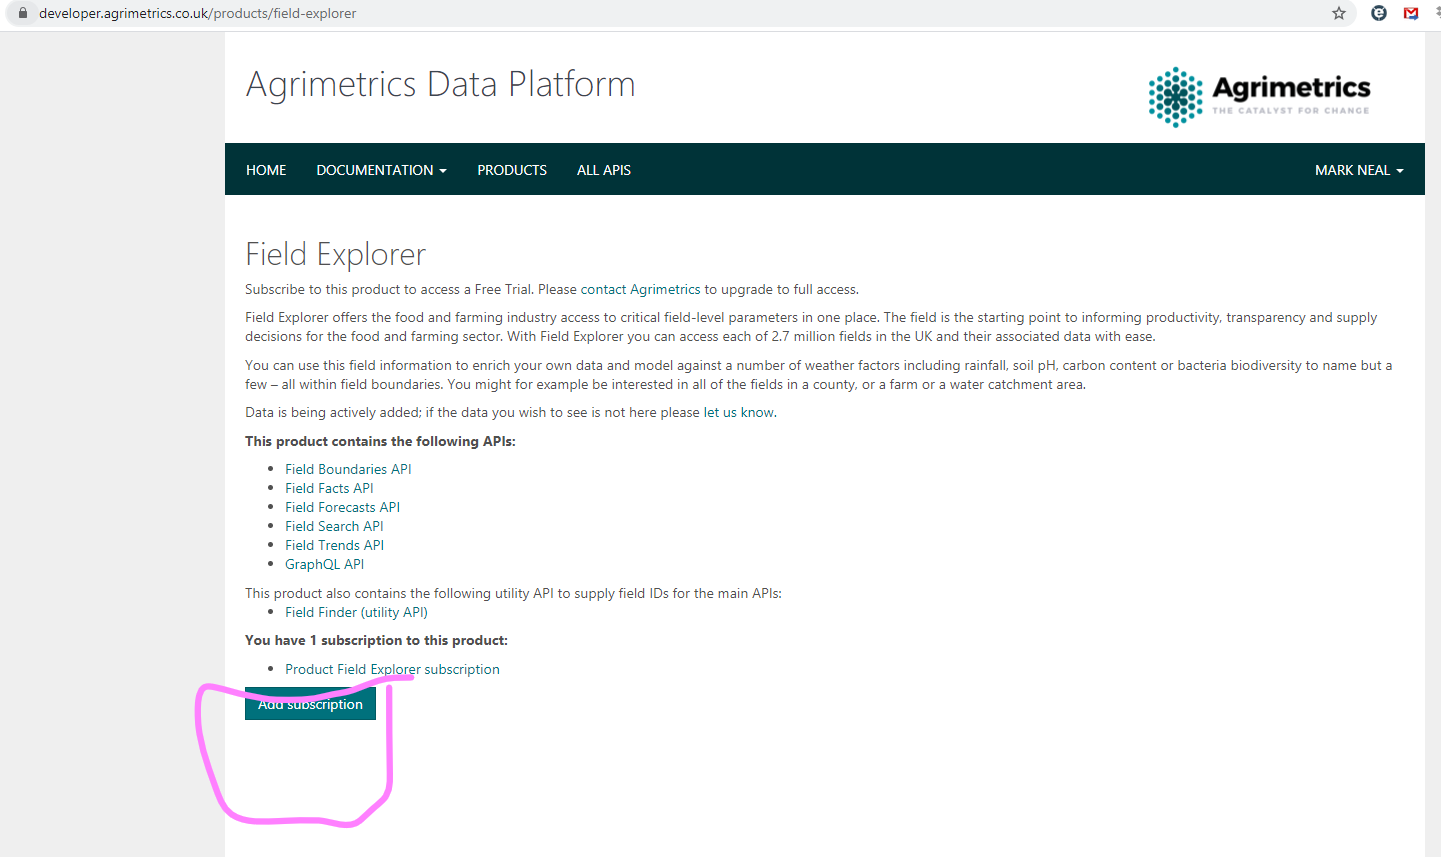 developer.agrimetrics.co.uk/products/field-explorer
Agrimetrics Data Platform
Agrimetrics
THE CATALYST FOR CHANGE
HOME DOCUMENTATION PRODUCTS ALL APIS MARK NEAL
Field Explorer
Subscribe to this product to access a Free Trial. Please contact Agrimetrics to upgrade to full access.
Field Explorer offers the food and farming industry access to critical field-level parameters in one place. The field is the starting point to informing productivity, transparency and supply
decisions for the food and farming sector. With Field Explorer you can access each of 2.7 million fields in the UK and their associated data with ease.
You can use this field information to enrich your own data and model against a number of weather factors including rainfall, soil pH, carbon content or bacteria biodiversity to name but a
few – all within field boundaries. You might for example be interested in all of the fields in a county, or a farm or a water catchment area.
Data is being actively added; if the data you wish to see is not here please let us know.
This product contains the following APIs:
Field Boundaries API
Field Facts API
Field Forecasts API
Field Search API
Field Trends API
GraphQL API
This product also contains the following utility API to supply field IDs for the main APIs:
Field Finder (utility API)
You have 1 subscription to this product:
Product Field Explorer subscription
Add subscription